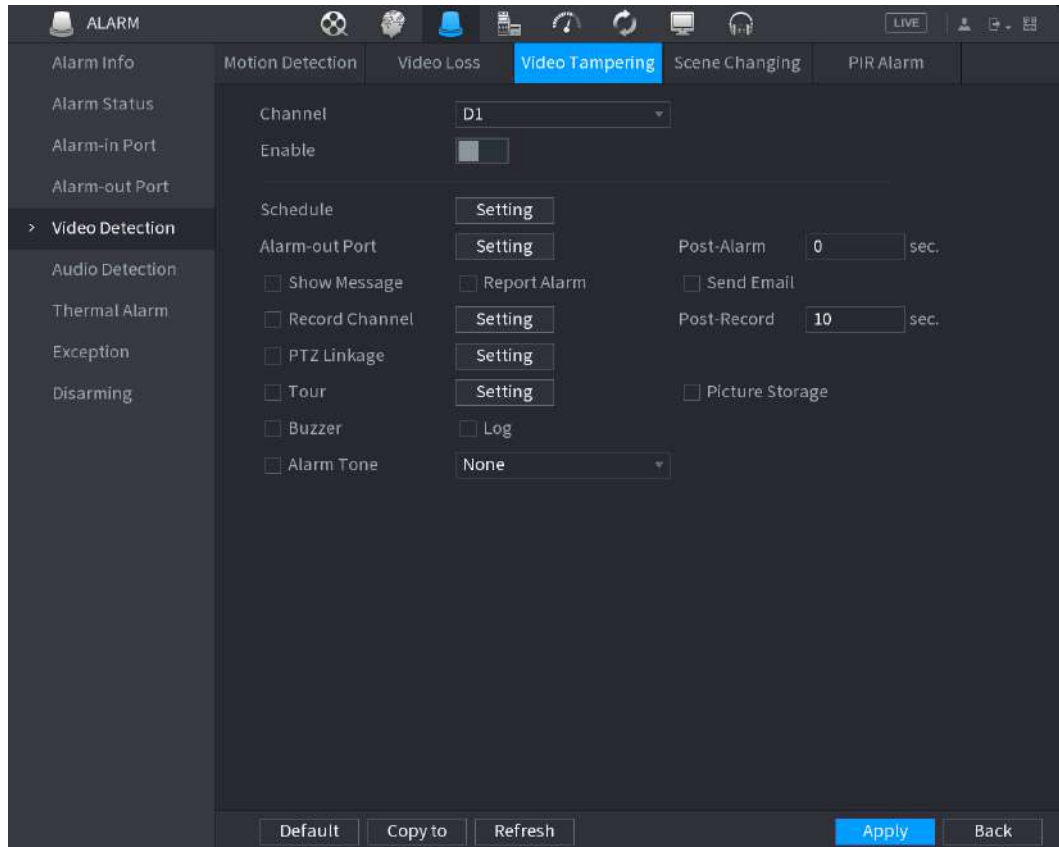 ALARM
LIVE
Alarm Info
Alarm Status
Alarm-in Port
Alarm-out Port
> Video Detection
Audio Detection
Thermal Alarm
Exception
Disarming
Motion Detection Video Loss Video Tampering Scene Changing PIR Alarm
Channel D1
Enable
Schedule Setting
Alarm-out Port Setting Post-Alarm 0 sec.
Show Message Report Alarm Send Email
Record Channel Setting Post-Record 10 sec.
PTZ Linkage Setting
Tour Setting Picture Storage
Buzzer Log
Alarm Tone None
Default Copy to Refresh Apply Back